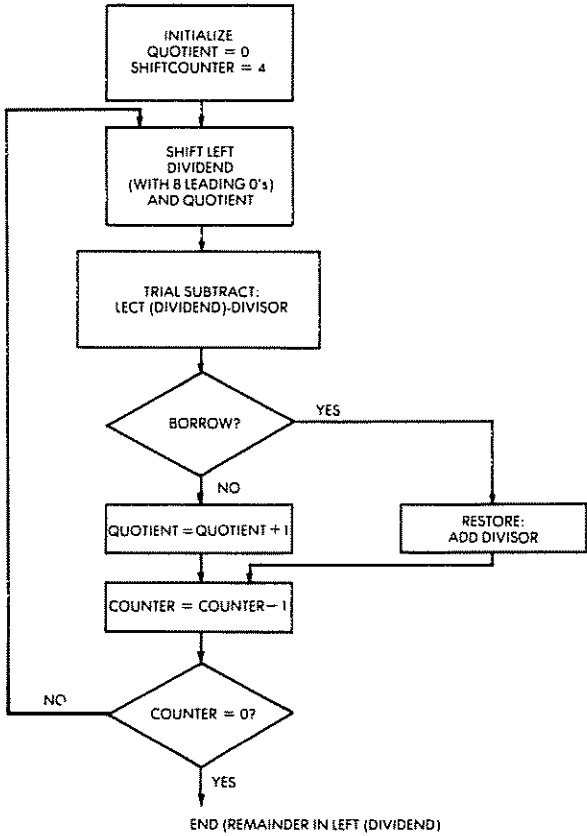 INITIALIZE
QUOTIENT = 0
SHIFTCOUNTER = 4
SHIFT LEFT
DIVIDEND
(WITH 8 LEADING 0's)
AND QUOTIENT
TRIAL SUBTRACT:
LECT (DIVIDEND)-DIVISOR
BORROW?
YES
NO
QUOTIENT = QUOTIENT + 1
RESTORE:
ADD DIVISOR
COUNTER = COUNTER - 1
NO
COUNTER = 0?
YES
END (REMAINDER IN LEFT (DIVIDEND)